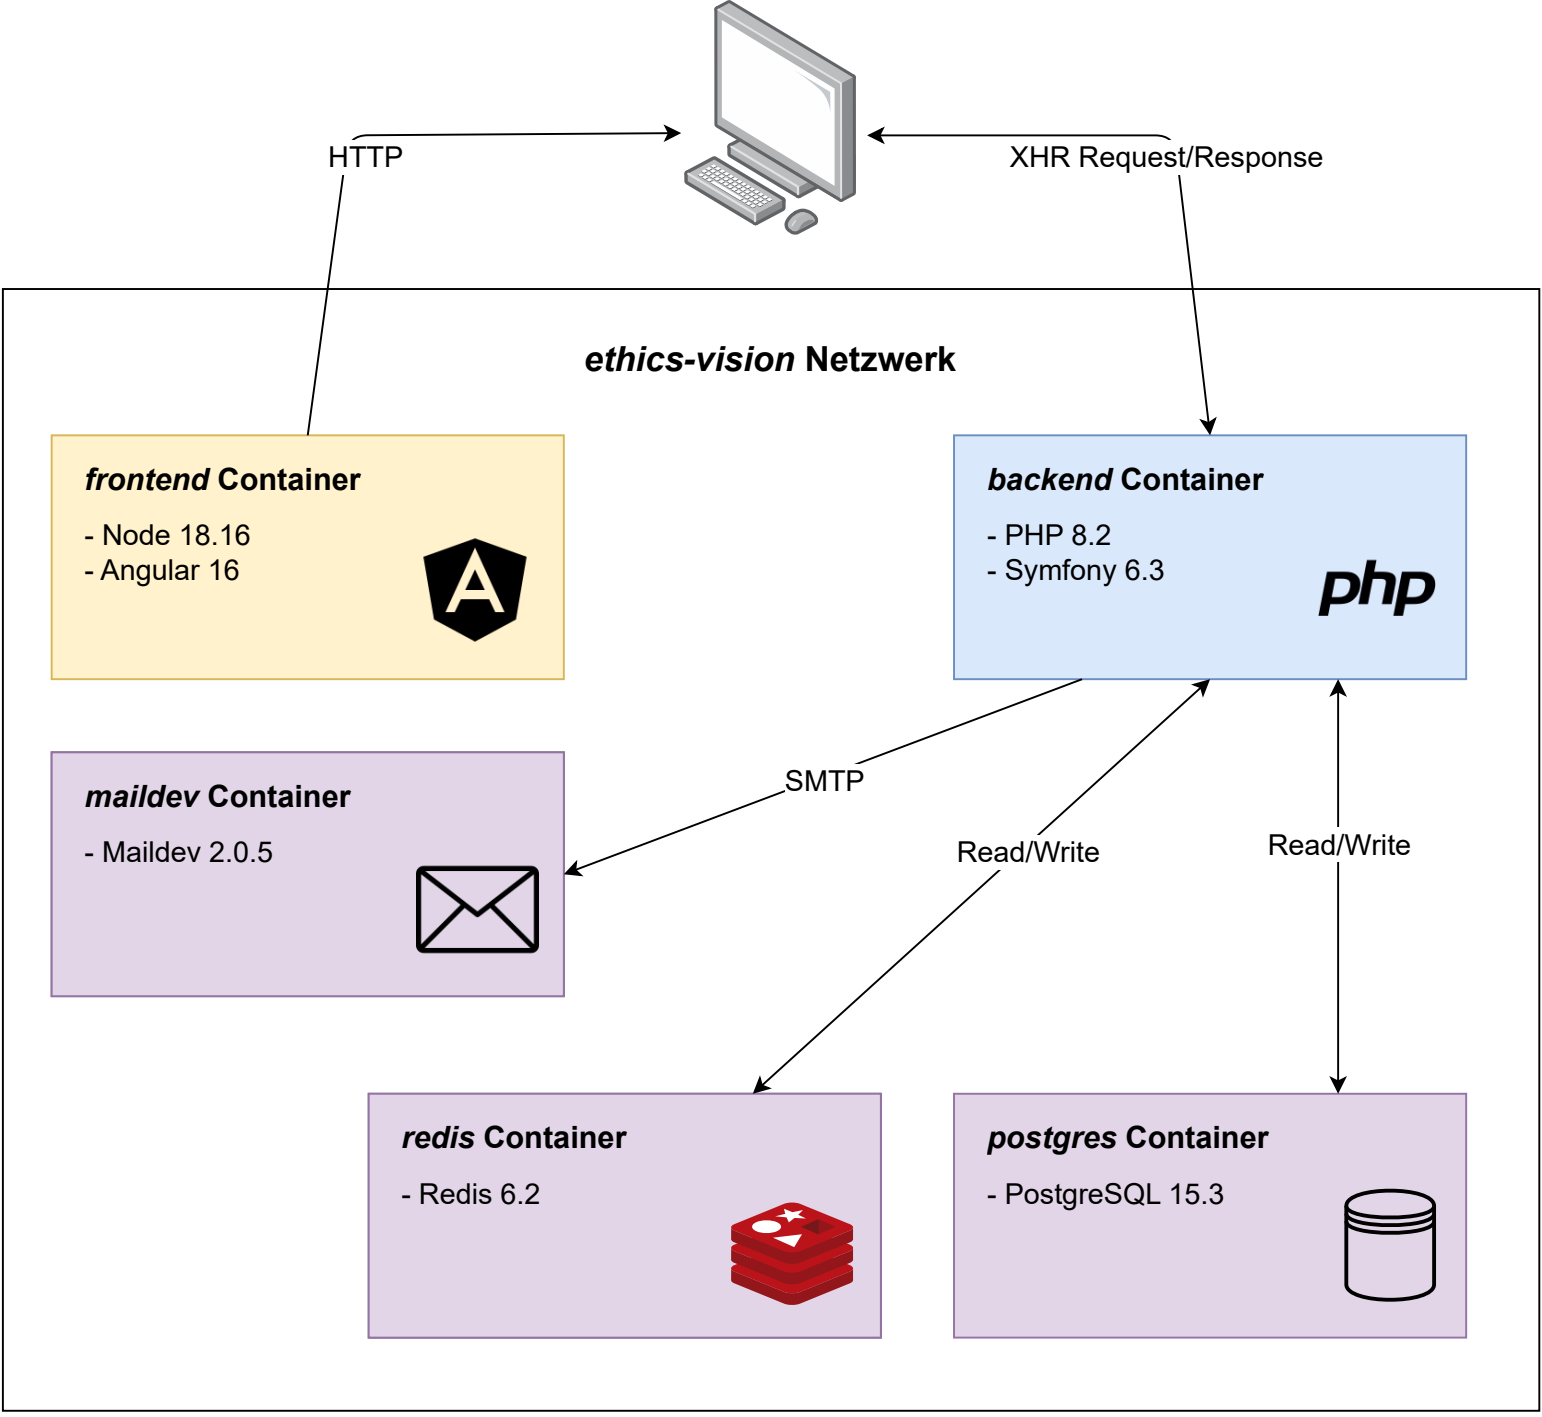 HTTP
XHR Request/Response
ethics-vision Netzwerk
frontend Container
- Node 18.16
- Angular 16
A
backend Container
- PHP 8.2
- Symfony 6.3
php
maildev Container
- Maildev 2.0.5
SMTP
Read/Write
Read/Write
redis Container
- Redis 6.2
postgres Container
- PostgreSQL 15.3